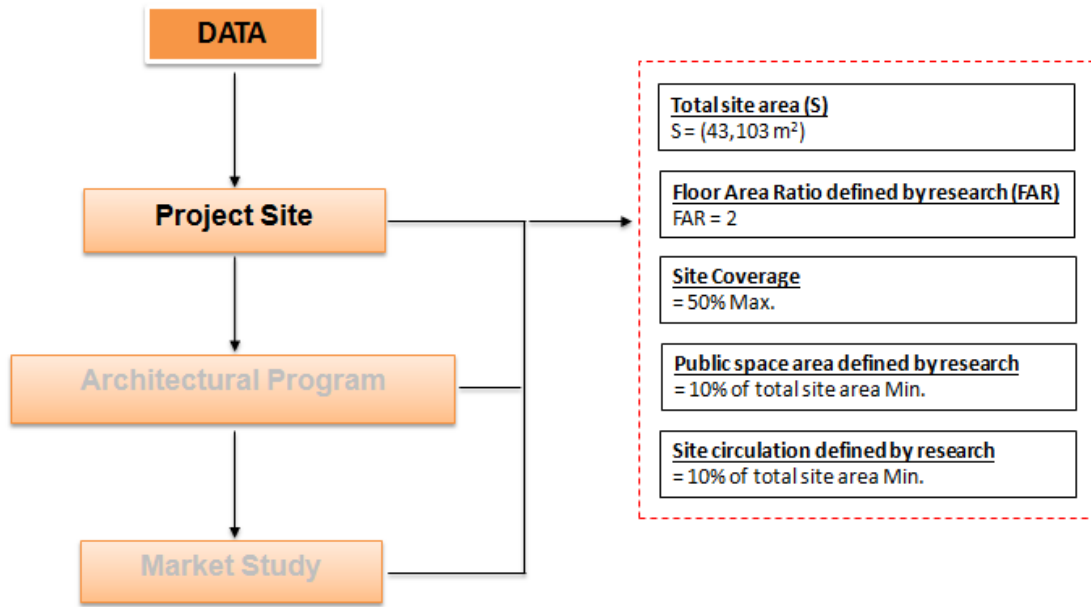 DATA
Project Site
Architectural Program
Market Study
Total site area (S)
S = (43,103 m²)
Floor Area Ratio defined by research (FAR)
FAR = 2
Site Coverage
= 50% Max.
Public space area defined by research
= 10% of total site area Min.
Site circulation defined by research
= 10% of total site area Min.